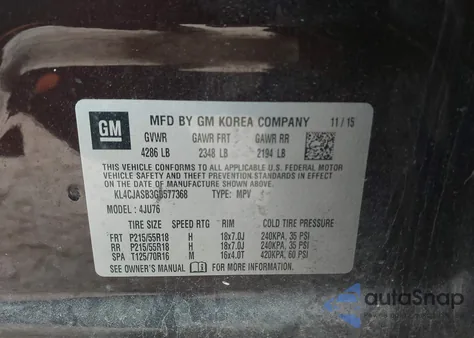 GM
MFD BY GM KOREA COMPANY 11/15
GVWR GAWR FRT GAWR RR
4286 LB 2348 LB 2194 LB
THIS VEHICLE CONFORMS TO ALL APPLICABLE U.S. FEDERAL MOTOR
VEHICLE SAFETY AND THEFT PREVENTION STANDARDS IN EFFECT ON
THE DATE OF MANUFACTURE SHOWN ABOVE.
KL4CJASB3GB577368 TYPE: MPV
MODEL: 4JU76
TIRE SIZE SPEED RTG RIM COLD TIRE PRESSURE
FRT P215/55R18 H 18x7.0J 240KPA, 35 PSI
RR P215/55R18 H 18x7.0J 240KPA, 35 PSI
SPA T125/70R16 M 16x4.0T 420KPA, 60 PSI
SEE OWNER'S MANUAL FOR MORE INFORMATION.
autoSnap